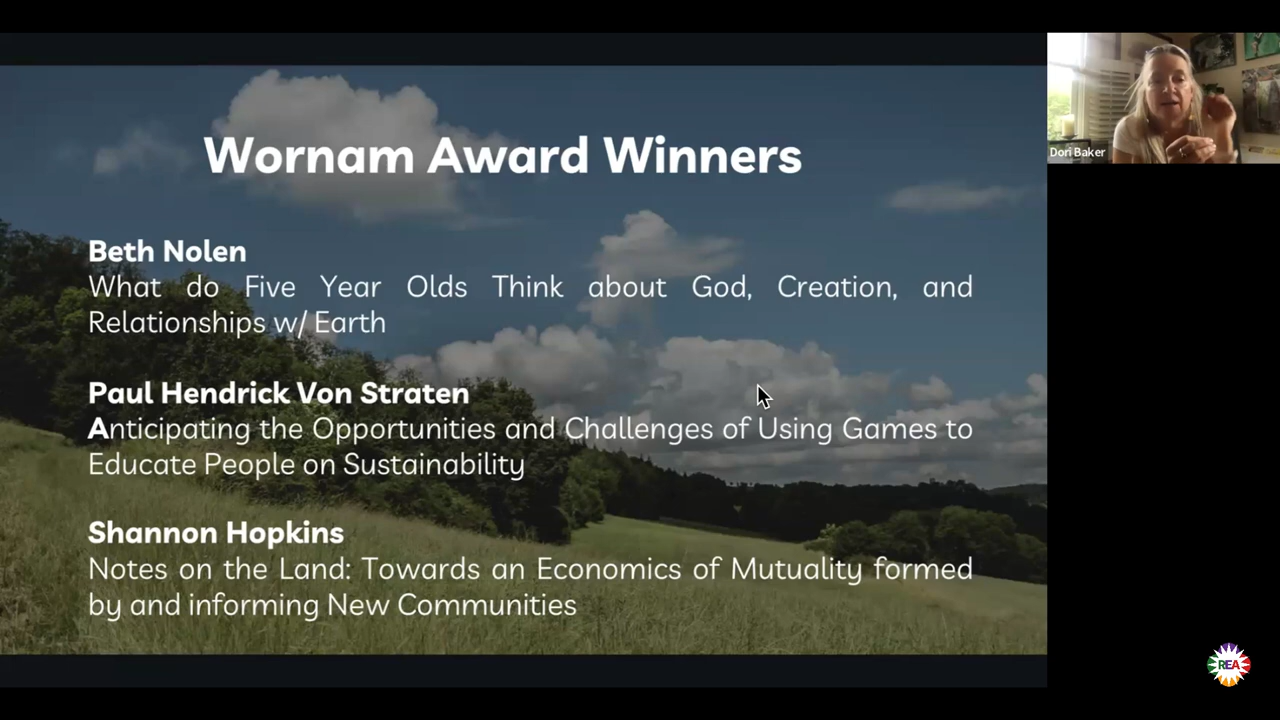 Wornam Award Winners
Beth Nolen
What do Five Year Olds Think about God, Creation, and
Relationships w/ Earth
Paul Hendrick Von Straten
Anticipating the Opportunities and Challenges of Using Games to
Educate People on Sustainability
Shannon Hopkins
Notes on the Land: Towards an Economics of Mutuality formed
by and informing New Communities
Dori Baker
REA